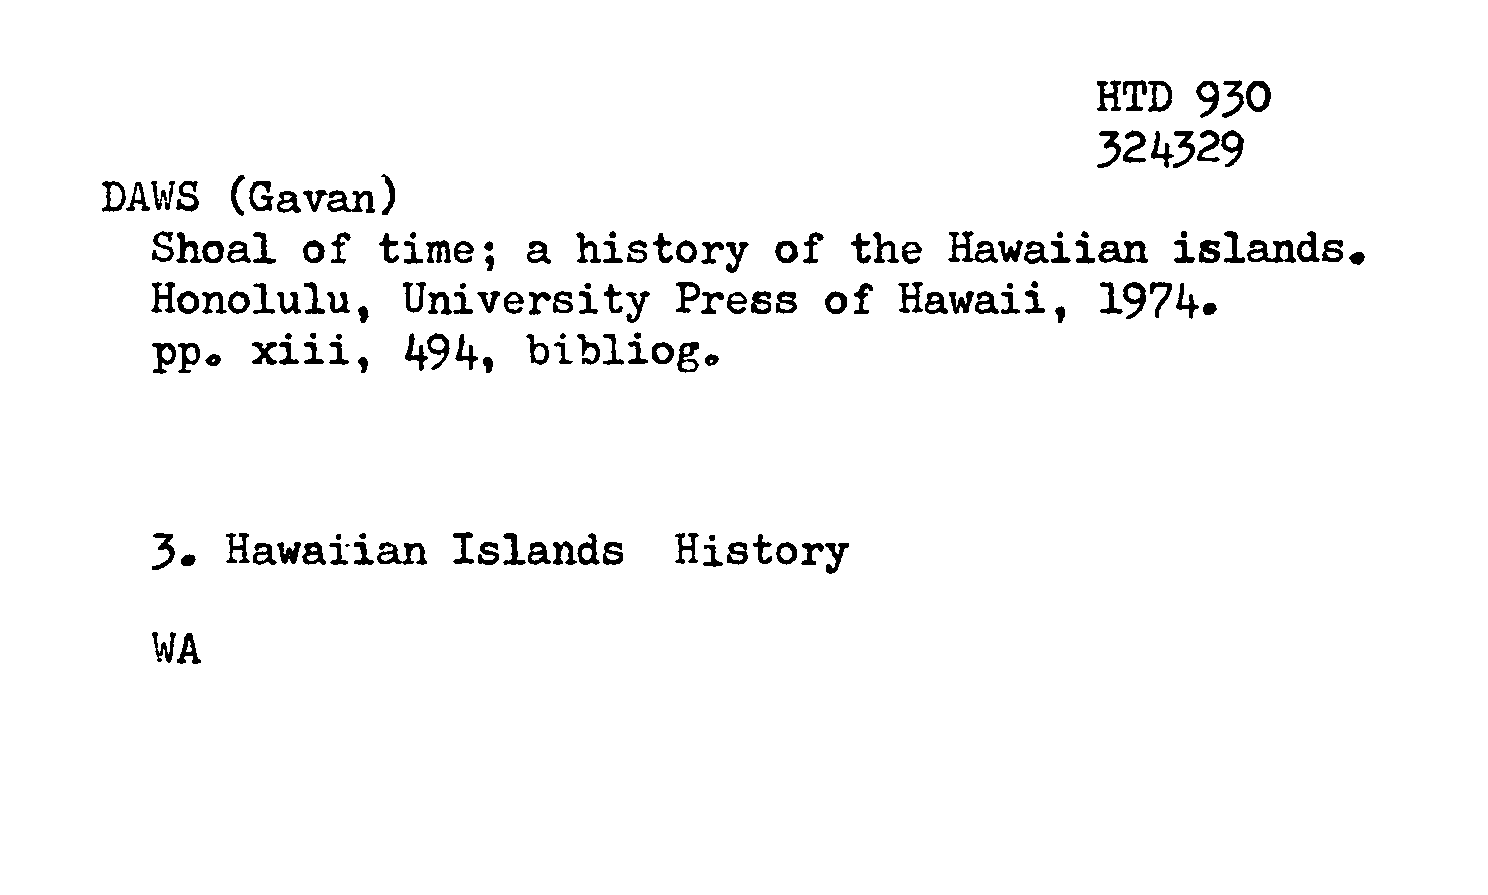 HTD 930
324329
DAWS (Gavan)
Shoal of time; a history of the Hawaiian islands.
Honolulu, University Press of Hawaii, 1974.
pp. xiii, 494, bibliog.
3. Hawaiian Islands  History
WA